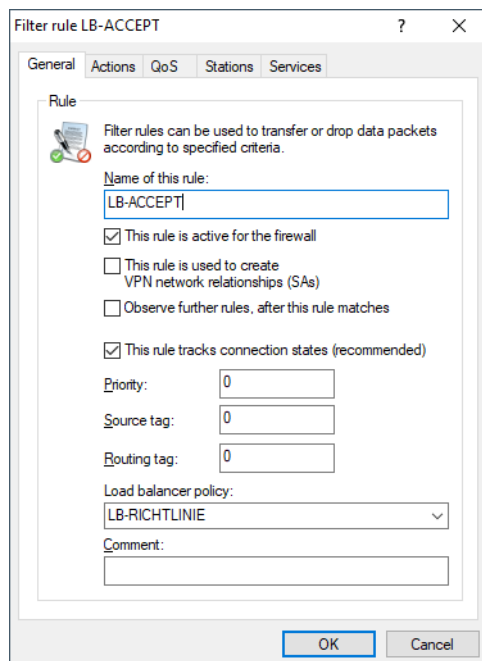 Filter rule LB-ACCEPT
General Actions QoS Stations Services
Rule
Filter rules can be used to transfer or drop data packets
according to specified criteria.
Name of this rule:
LB-ACCEPT
This rule is active for the firewall
This rule is used to create
VPN network relationships (SAs)
Observe further rules, after this rule matches
This rule tracks connection states (recommended)
Priority: 0
Source tag: 0
Routing tag: 0
Load balancer policy:
LB-RICHTLINIE
Comment:
OK Cancel